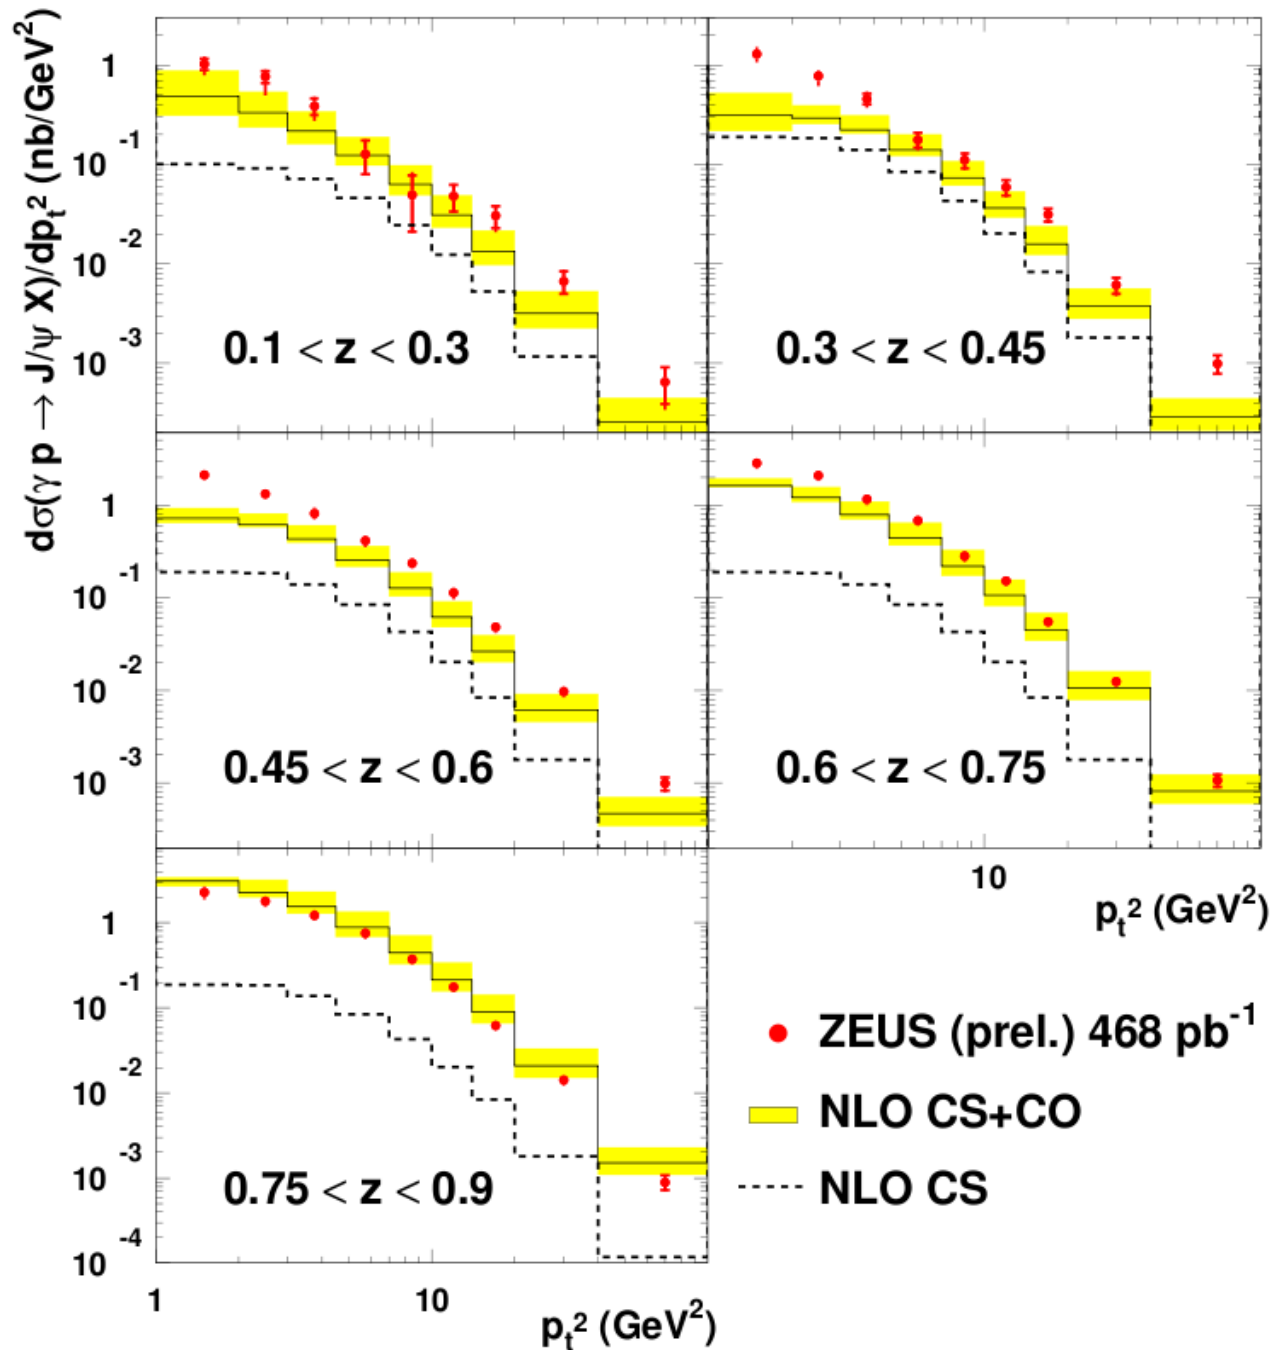 dσ(γ p → J/ψ X)/dpt² (nb/GeV²)
1
10-1
10-2
10-3
0.1 < z < 0.3
0.3 < z < 0.45
1
10-1
10-2
10-3
0.45 < z < 0.6
0.6 < z < 0.75
10
pt² (GeV²)
1
10-1
10-2
10-3
10-4
0.75 < z < 0.9
ZEUS (prel.) 468 pb-1
NLO CS+CO
NLO CS
1
10
pt² (GeV²)